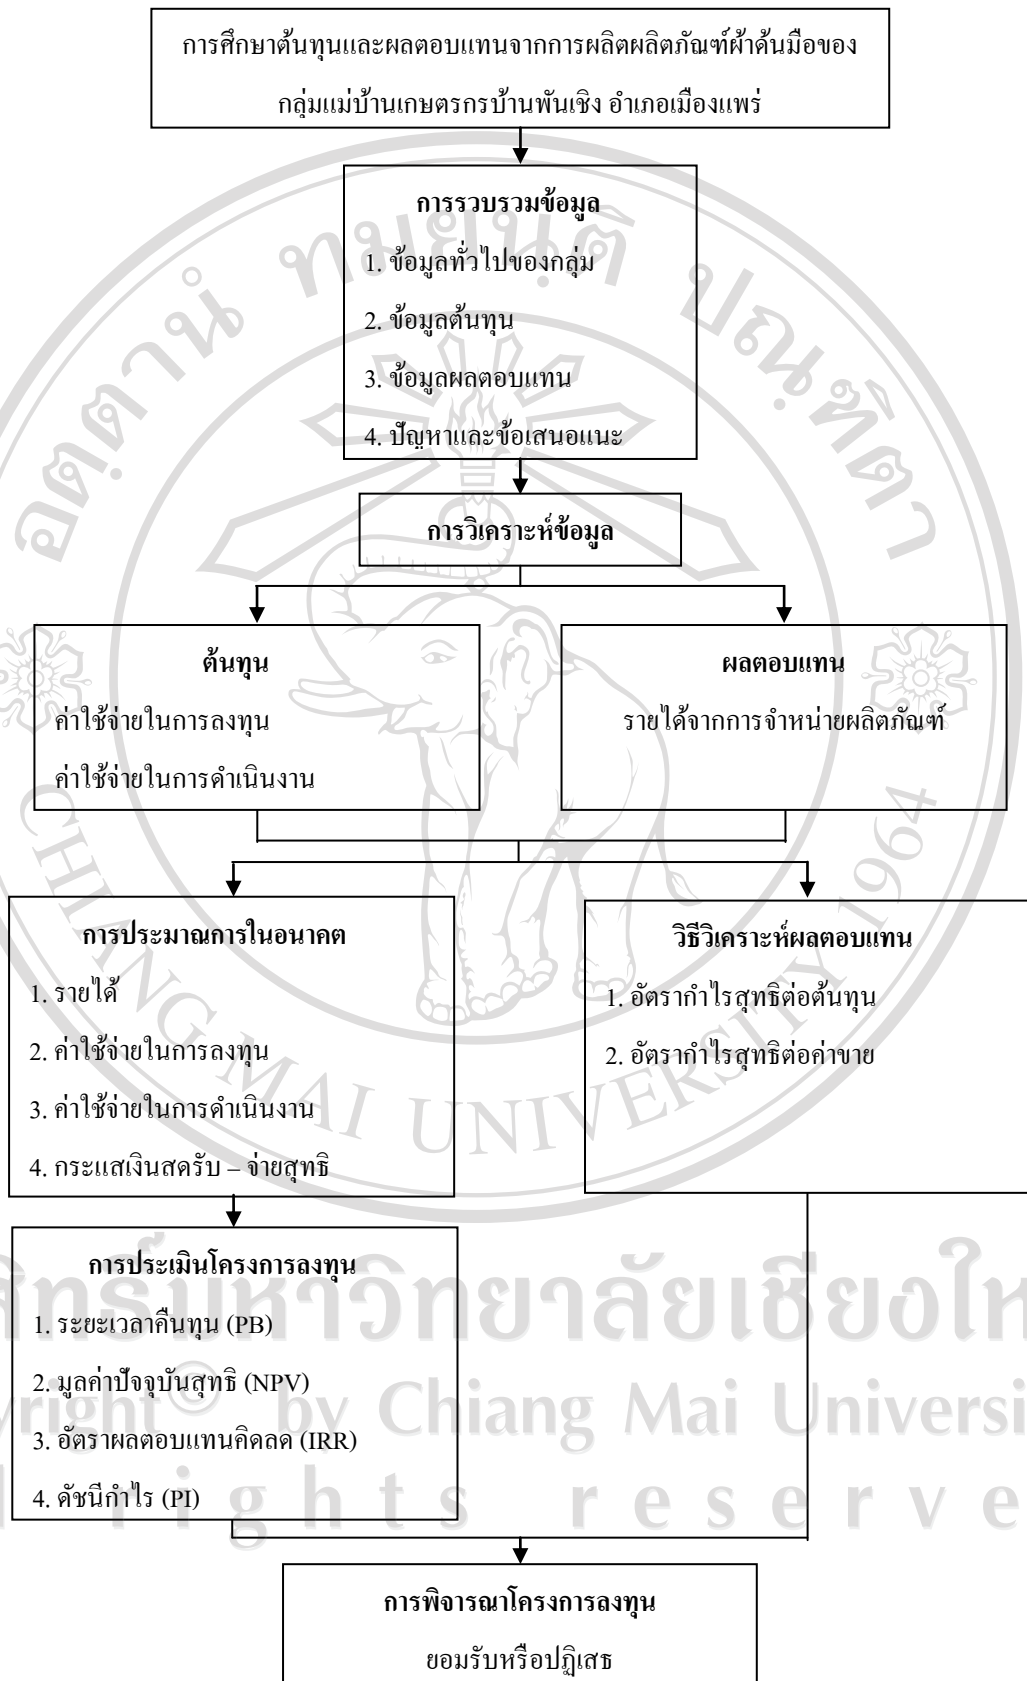 การศึกษาต้นทุนและผลตอบแทนจากการผลิตผลิตภัณฑ์ผ้าด้นมือของ
กลุ่มแม่บ้านเกษตรกรบ้านพันเชิง อำเภอเมืองแพร่
การรวบรวมข้อมูล
1. ข้อมูลทั่วไปของกลุ่ม
2. ข้อมูลต้นทุน
3. ข้อมูลผลตอบแทน
4. ปัญหาและข้อเสนอแนะ
การวิเคราะห์ข้อมูล
ต้นทุน
ค่าใช้จ่ายในการลงทุน
ค่าใช้จ่ายในการดำเนินงาน
ผลตอบแทน
รายได้จากการจำหน่ายผลิตภัณฑ์
การประมาณการในอนาคต
1. รายได้
2. ค่าใช้จ่ายในการลงทุน
3. ค่าใช้จ่ายในการดำเนินงาน
4. กระแสเงินสดรับ – จ่ายสุทธิ
วิธีวิเคราะห์ผลตอบแทน
1. อัตรากำไรสุทธิต่อต้นทุน
2. อัตรากำไรสุทธิต่อค่าขาย
การประเมินโครงการลงทุน
1. ระยะเวลาคืนทุน (PB)
2. มูลค่าปัจจุบันสุทธิ (NPV)
3. อัตราผลตอบแทนคิดลด (IRR)
4. ดัชนีกำไร (PI)
การพิจารณาโครงการลงทุน
ยอมรับหรือปฏิเสธ
อตฺตานํ ทมยนฺติ ปณฺฑิตา
CHIANG MAI UNIVERSITY 1964
สิทธิ์มหาวิทยาลัยเชียงให
yright © by Chiang Mai Universi
rights reserve